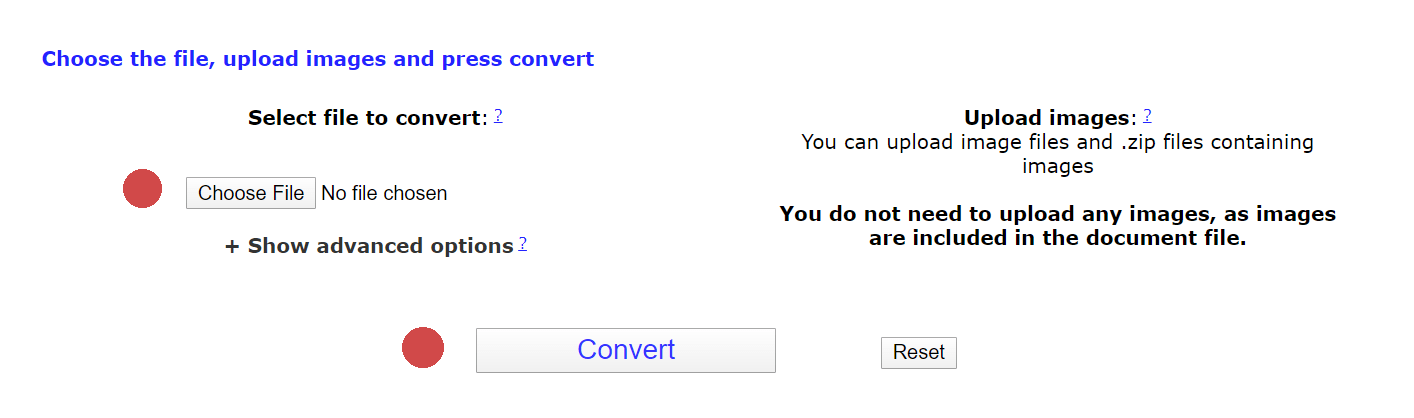 Choose the file, upload images and press convert
Select file to convert: ?
Choose File No file chosen
+ Show advanced options ?
Upload images: ?
You can upload image files and .zip files containing
images
You do not need to upload any images, as images
are included in the document file.
Convert
Reset